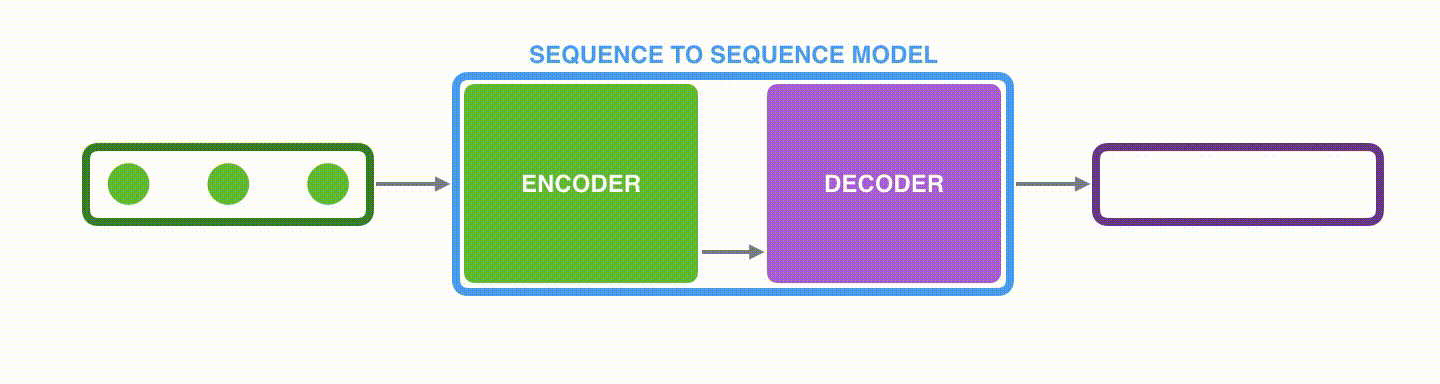 SEQUENCE TO SEQUENCE MODEL
ENCODER
DECODER